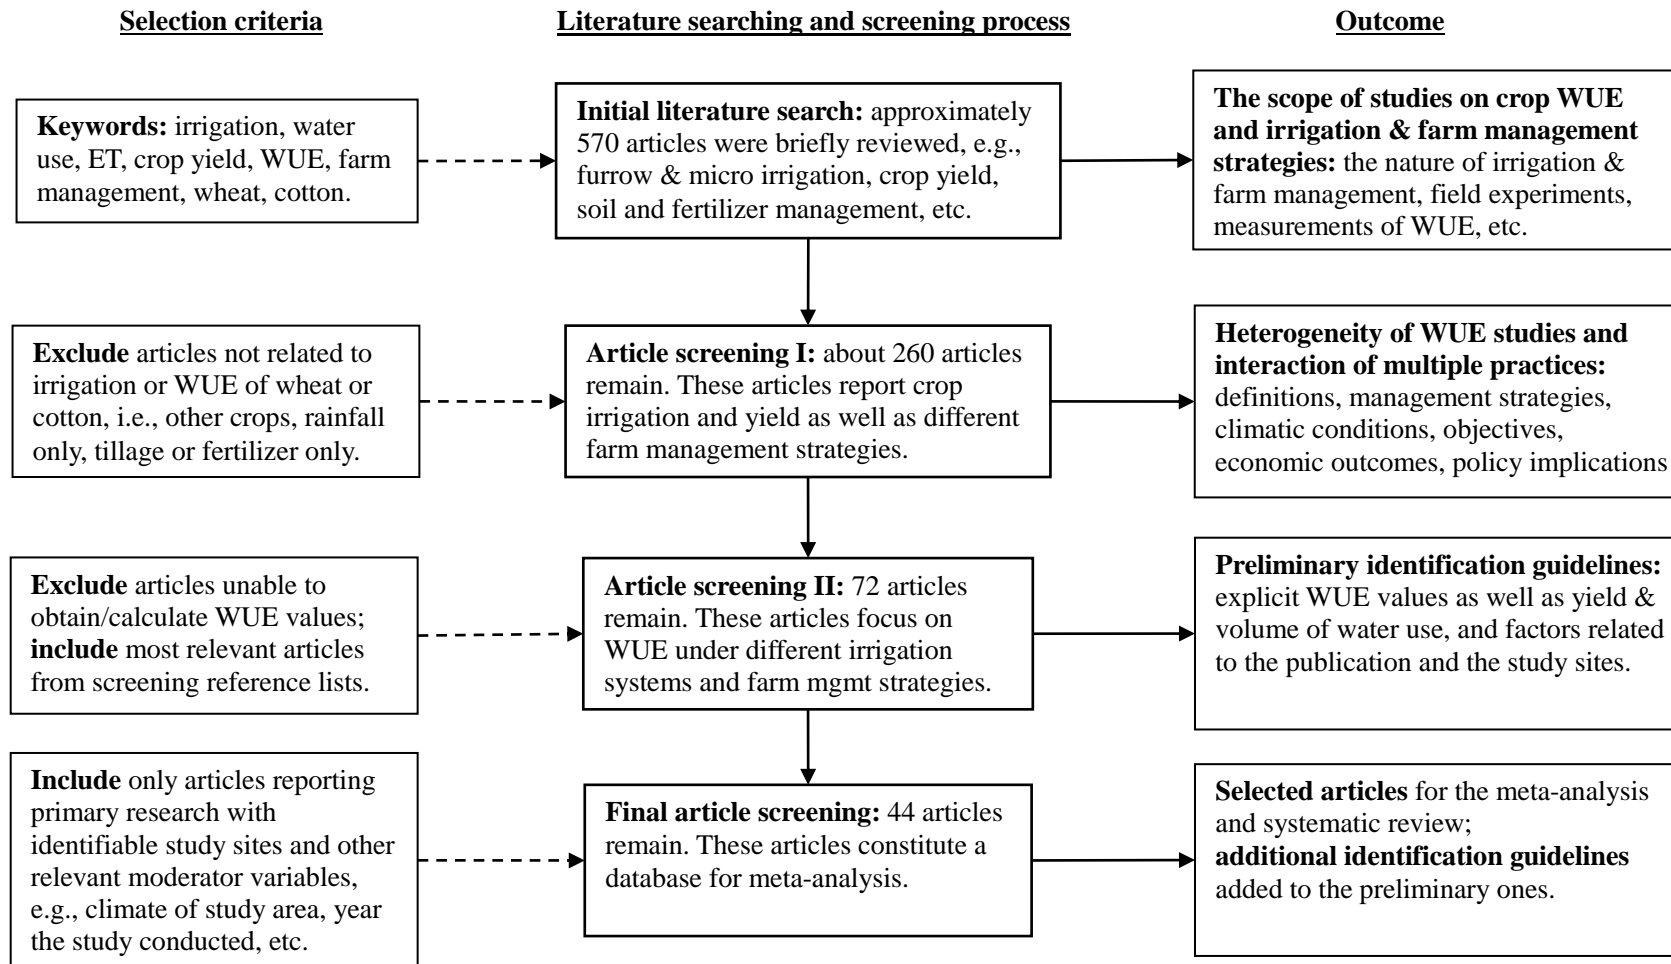 Selection criteria
Literature searching and screening process
Outcome
Keywords: irrigation, water
use, ET, crop yield, WUE, farm
management, wheat, cotton.
Initial literature search: approximately
570 articles were briefly reviewed, e.g.,
furrow & micro irrigation, crop yield,
soil and fertilizer management, etc.
The scope of studies on crop WUE
and irrigation & farm management
strategies: the nature of irrigation &
farm management, field experiments,
measurements of WUE, etc.
Exclude articles not related to
irrigation or WUE of wheat or
cotton, i.e., other crops, rainfall
only, tillage or fertilizer only.
Article screening I: about 260 articles
remain. These articles report crop
irrigation and yield as well as different
farm management strategies.
Heterogeneity of WUE studies and
interaction of multiple practices:
definitions, management strategies,
climatic conditions, objectives,
economic outcomes, policy implications
Exclude articles unable to
obtain/calculate WUE values;
include most relevant articles
from screening reference lists.
Article screening II: 72 articles
remain. These articles focus on
WUE under different irrigation
systems and farm mgmt strategies.
Preliminary identification guidelines:
explicit WUE values as well as yield &
volume of water use, and factors related
to the publication and the study sites.
Include only articles reporting
primary research with
identifiable study sites and other
relevant moderator variables,
e.g., climate of study area, year
the study conducted, etc.
Final article screening: 44 articles
remain. These articles constitute a
database for meta-analysis.
Selected articles for the meta-analysis
and systematic review;
additional identification guidelines
added to the preliminary ones.